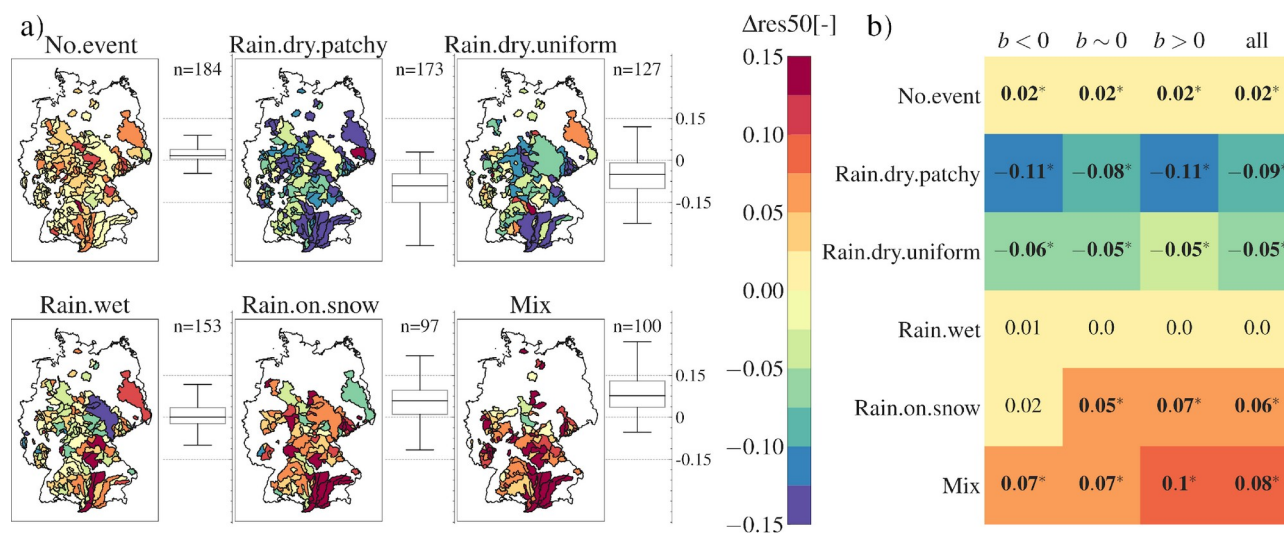 a)
No.event
Rain.dry.patchy
Rain.dry.uniform
n=184
n=173
n=127
0.15
0
-0.15
Rain.wet
Rain.on.snow
Mix
n=153
n=97
n=100
0.15
0
-0.15
Δres50[-]
0.15
0.10
0.05
0.00
−0.05
−0.10
−0.15
b)
b < 0 b ∼ 0 b > 0 all
No.event 0.02* 0.02* 0.02* 0.02*
Rain.dry.patchy −0.11* −0.08* −0.11* −0.09*
Rain.dry.uniform −0.06* −0.05* −0.05* −0.05*
Rain.wet 0.01 0.0 0.0 0.0
Rain.on.snow 0.02 0.05* 0.07* 0.06*
Mix 0.07* 0.07* 0.1* 0.08*